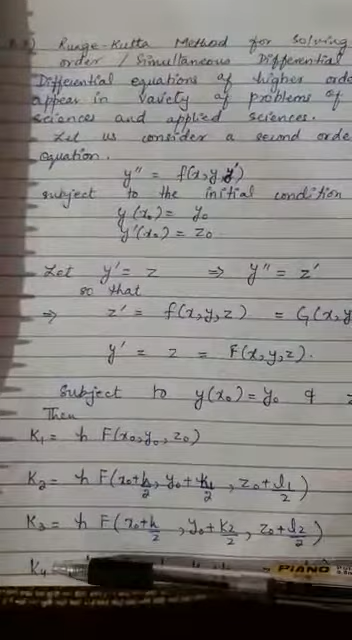 Runge-Kutta Method for Solving
order / Simultaneous Differential
Differential equations of higher orde
appear in variety of problems of
sciences and applied sciences.
Let us consider a second orde
equation.
y'' = f(x,y,y')
subject to the initial condition
y(x₀) = y₀
y'(x₀) = z₀
Let y' = z ⇒ y'' = z'
so that
⇒ z' = f(x,y,z) = G(x,y
y' = z = F(x,y,z).
Subject to y(x₀) = y₀ & z
Then
K₁ = h F(x₀,y₀,z₀)
K₂ = h F(x₀+h/2, y₀+k₁/2, z₀+l₁/2)
K₃ = h F(x₀+h/2, y₀+k₂/2, z₀+l₂/2)
K₄
PIANO